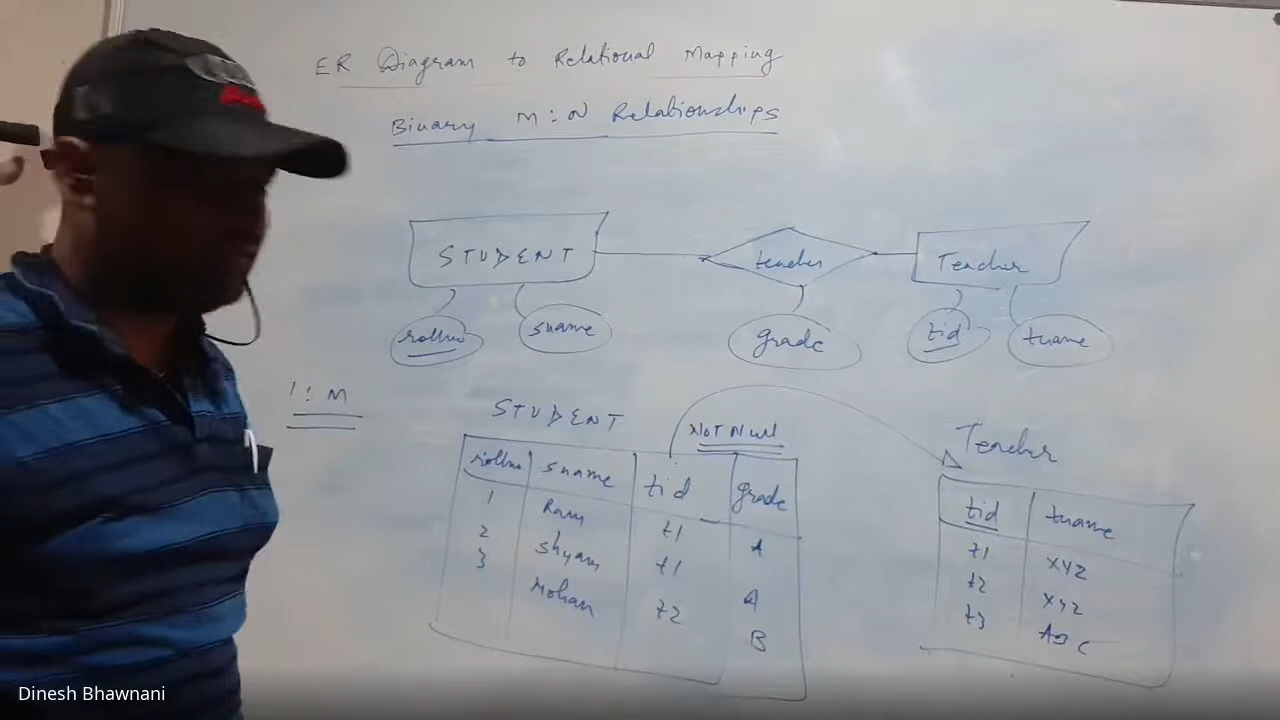 ER Diagram to Relational Mapping
Binary M:N Relationships
STUDENT teaches Teacher
rollno sname grade tid tname
1:M
STUDENT NOT Null Teacher
rollno sname tid grade
tid tname
1 Ram t1 A
2 Shyam t1 A
3 Mohan t2 B
t1 XYZ
t2 XYZ
t3 ABC
Dinesh Bhawnani